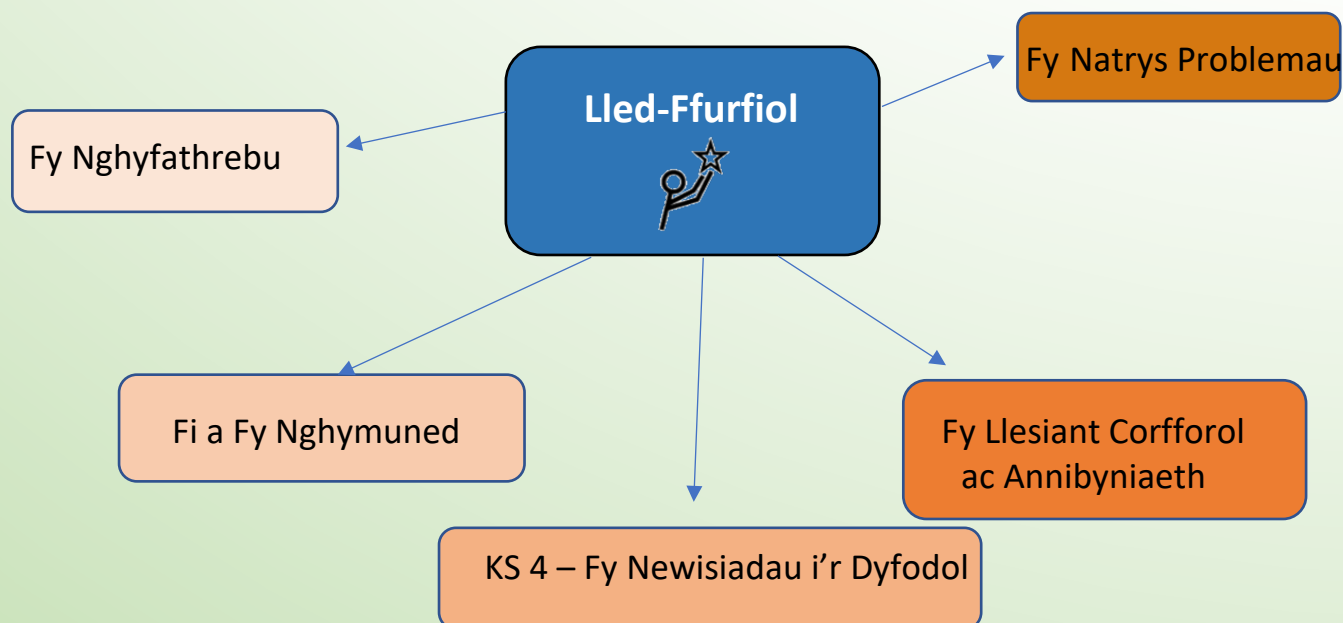 Lled-Ffurfiol
Fy Natrys Problemau
Fy Nghyfathrebu
Fi a Fy Nghymuned
Fy Llesiant Corfforol
ac Annibyniaeth
KS 4 – Fy Newisiadau i’r Dyfodol